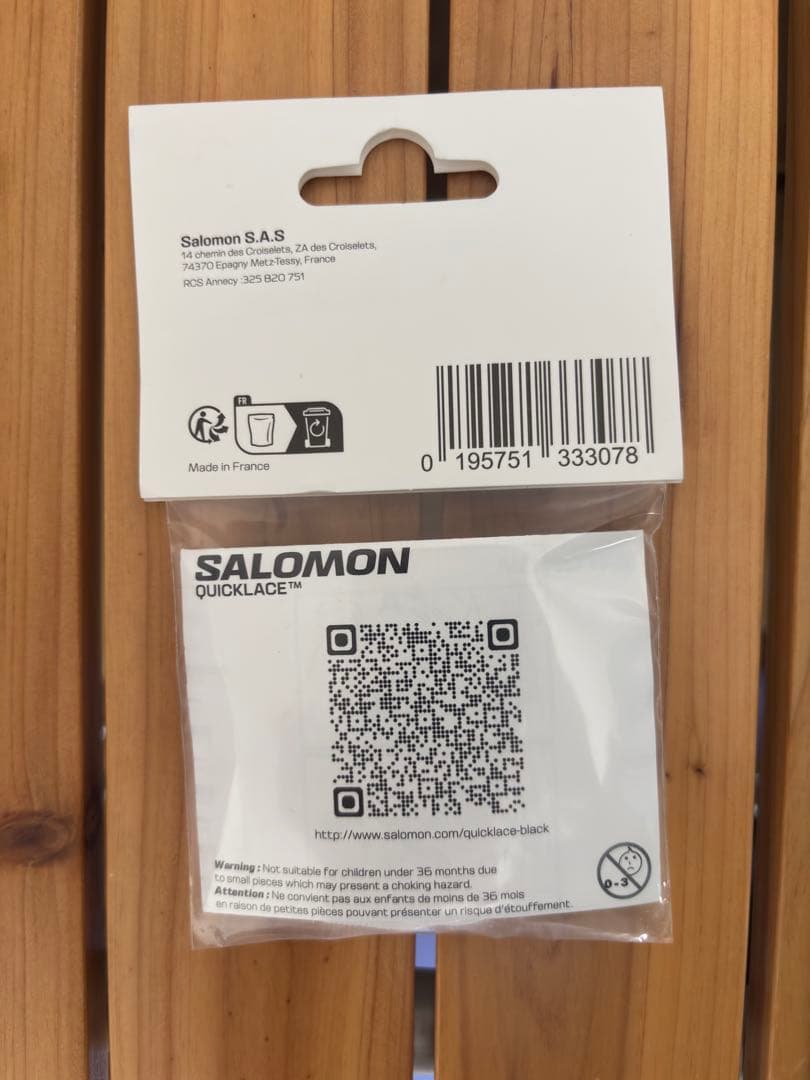 Salomon S.A.S
14 chemin des Croiselets, ZA des Croiselets,
74370 Epagny Metz-Tessy, France
RCS Annecy :325 820 751
FR
Made in France
0 195751 333078
SALOMON
QUICKLACE™
http://www.salomon.com/quicklace-black
Warning : Not suitable for children under 36 months due
to small pieces which may present a choking hazard.
Attention : Ne convient pas aux enfants de moins de 36 mois
en raison de petites pièces pouvant présenter un risque d'étouffement.
0-3